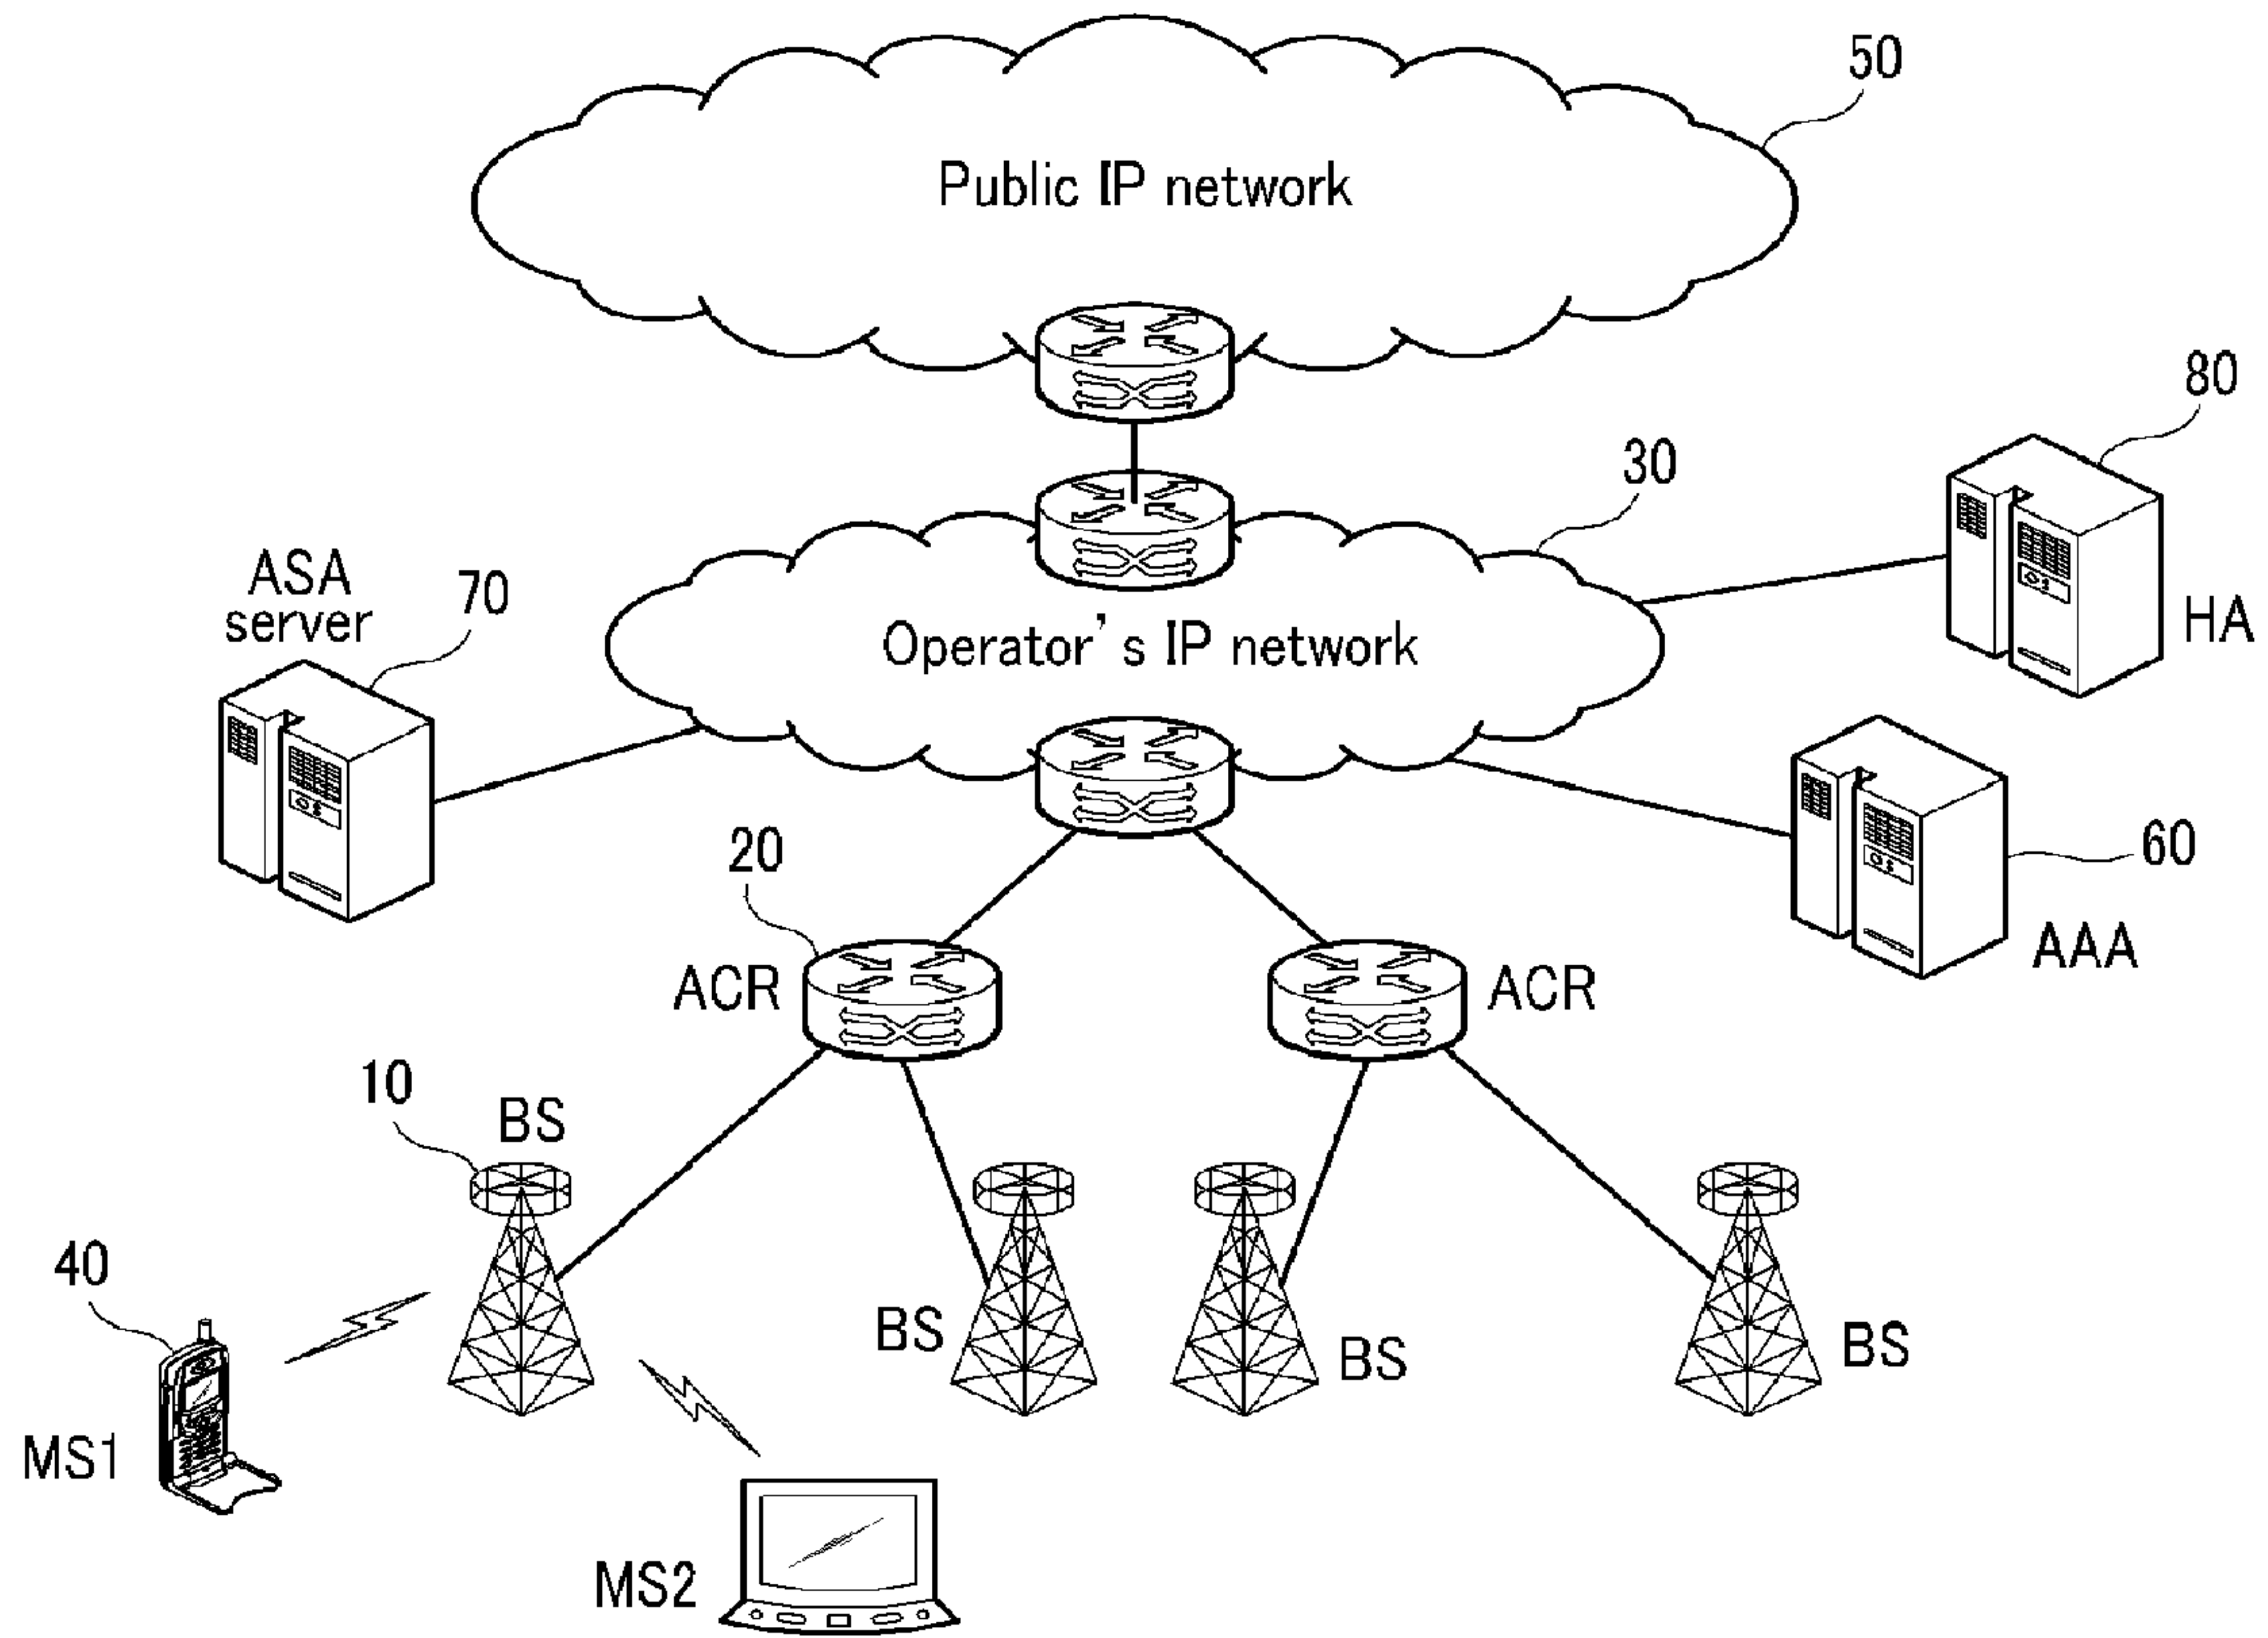 50
Public IP network
80
30
HA
ASA
server
70
Operator's IP network
60
AAA
20
ACR
ACR
10
BS
40
BS
BS
BS
MS1
MS2